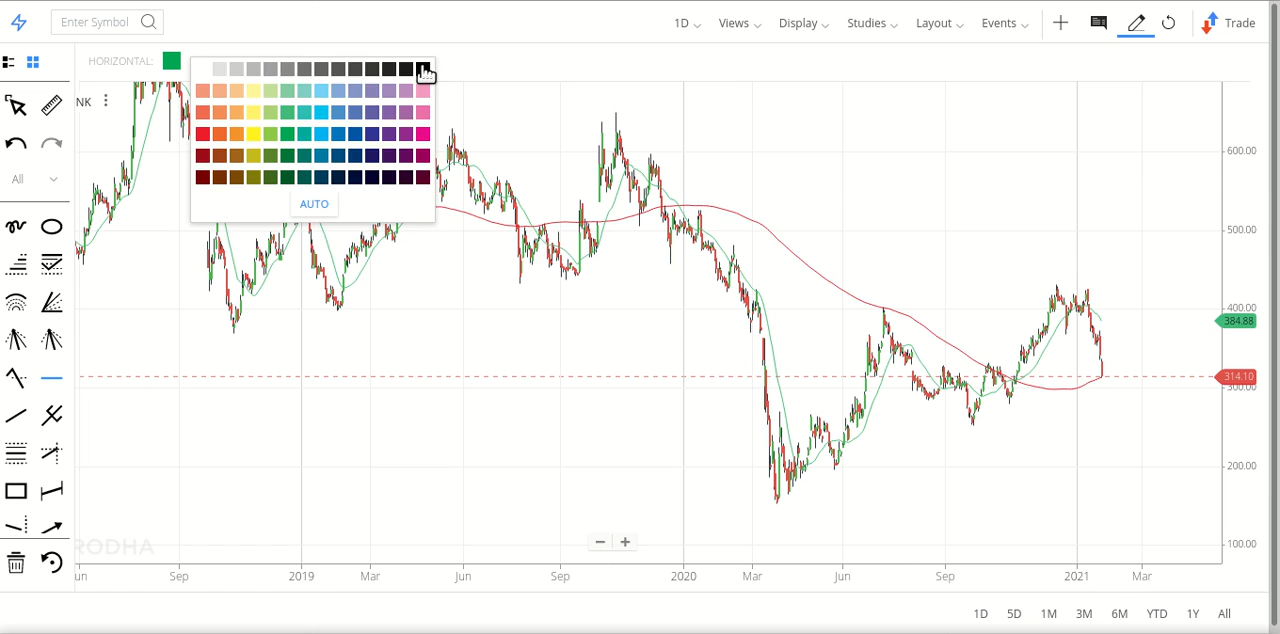 Enter Symbol
1D Views Display Studies Layout Events Trade
HORIZONTAL:
NK
All
AUTO
600.00
500.00
400.00
384.88
314.10
300.00
200.00
100.00
RODHA
un Sep 2019 Mar Jun Sep 2020 Mar Jun Sep 2021 Mar
1D 5D 1M 3M 6M YTD 1Y All